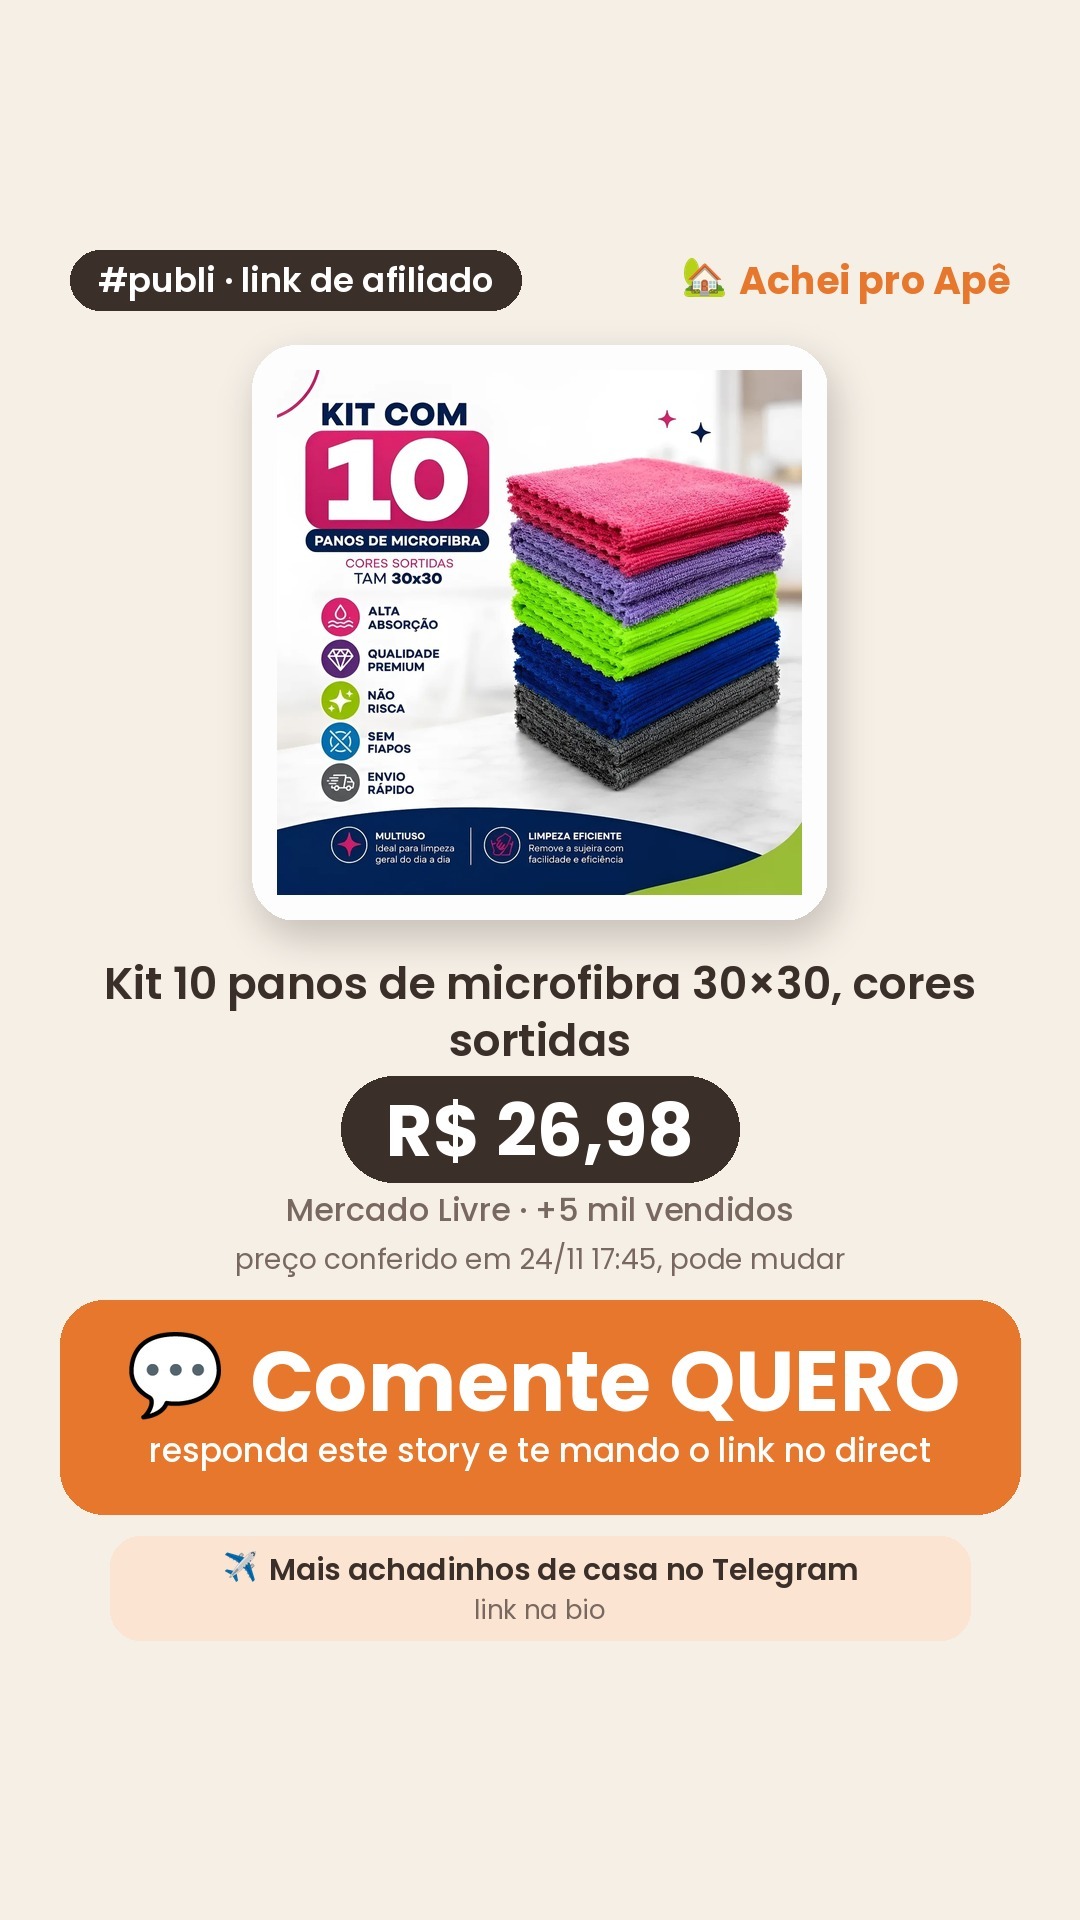 #publi · link de afiliado
🏡 Achei pro Apê
KIT COM
10
PANOS DE MICROFIBRA
CORES SORTIDAS
TAM 30x30
ALTA
ABSORÇÃO
QUALIDADE
PREMIUM
NÃO
RISCA
SEM
FIAPOS
ENVIO
RÁPIDO
MULTIUSO
Ideal para limpeza
geral do dia a dia
LIMPEZA EFICIENTE
Remove a sujeira com
facilidade e eficiência
Kit 10 panos de microfibra 30×30, cores
sortidas
R$ 26,98
Mercado Livre · +5 mil vendidos
preço conferido em 24/11 17:45, pode mudar
💬 Comente QUERO
responda este story e te mando o link no direct
✈️ Mais achadinhos de casa no Telegram
link na bio